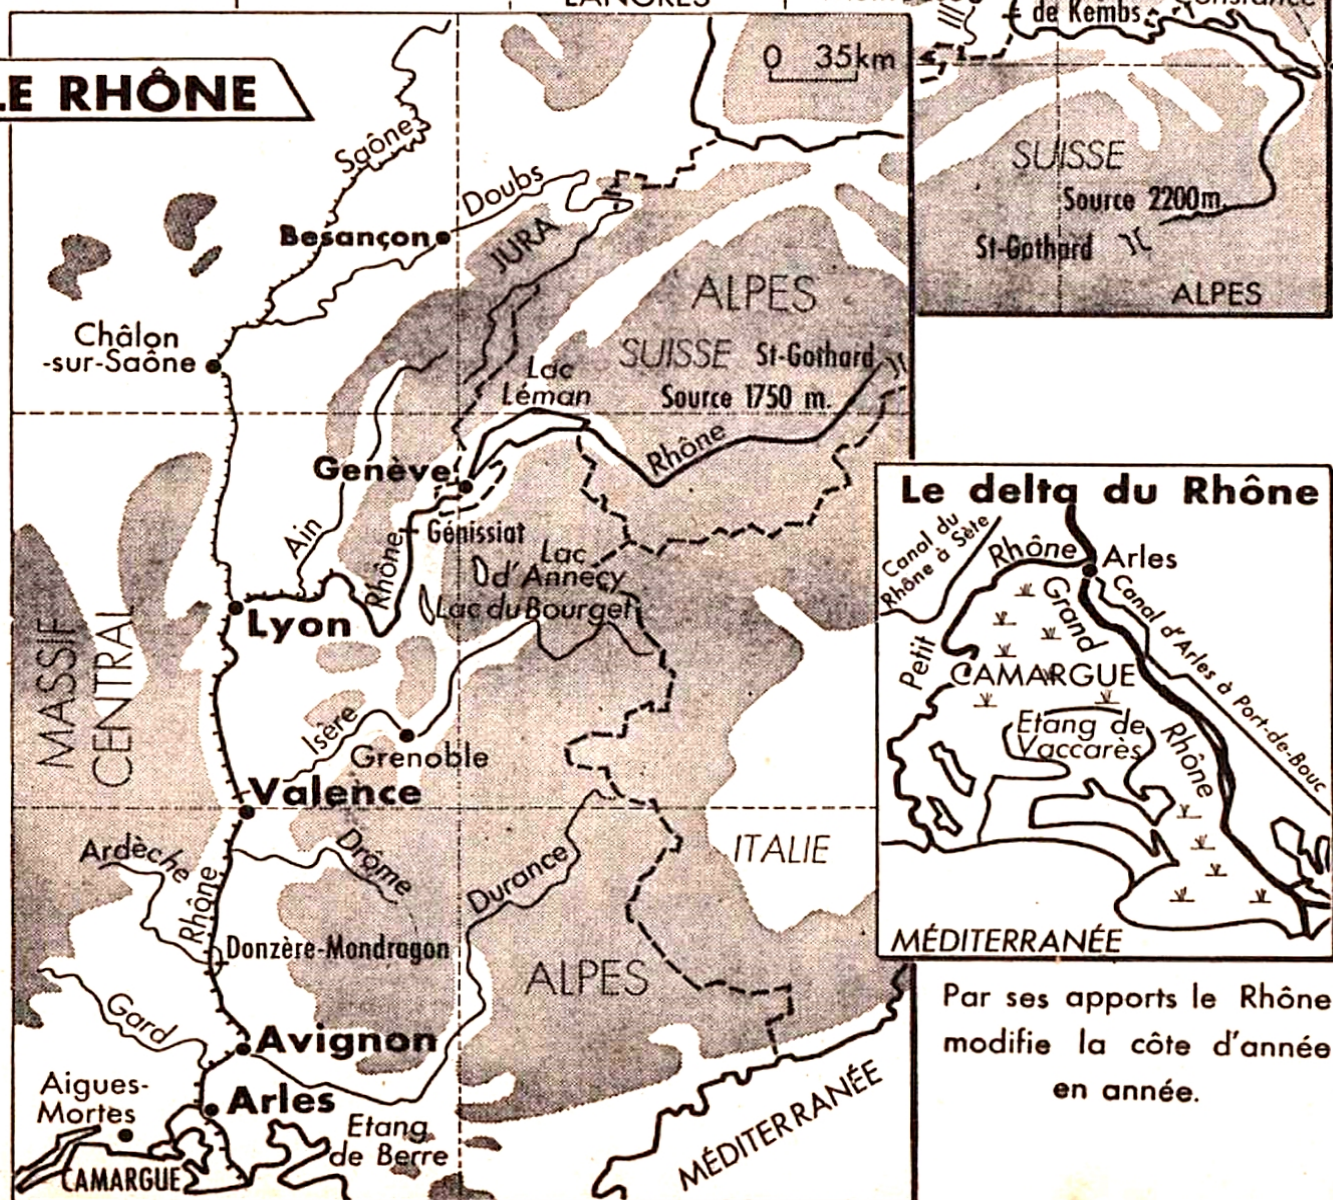 LANGRES
LE RHÔNE
0 35km
de Kembs
Constance
SUISSE
Source 2200m.
St-Gothard
ALPES
Saône
Doubs
Besançon
JURA
Châlon
-sur-Saône
ALPES
SUISSE St-Gothard
Source 1750 m.
Lac
Léman
Rhône
Genève
Ain
Rhône
Génissiat
Lac
d'Annecy
Lac du Bourget
Lyon
MASSIF
CENTRAL
Isère
Grenoble
Valence
Ardèche
Rhône
Drôme
Durance
ITALIE
Donzère-Mondragon
ALPES
Gard
Avignon
Aigues-
Mortes
Arles
Etang
de Berre
CAMARGUE
MÉDITERRANÉE
Le delta du Rhône
Canal du
Rhône à Sète
Rhône
Arles
Petit
Grand
Canal d'Arles à Port-de-Bouc
CAMARGUE
Etang de
Vaccarès
Rhône
MÉDITERRANÉE
Par ses apports le Rhône
modifie la côte d'année
en année.